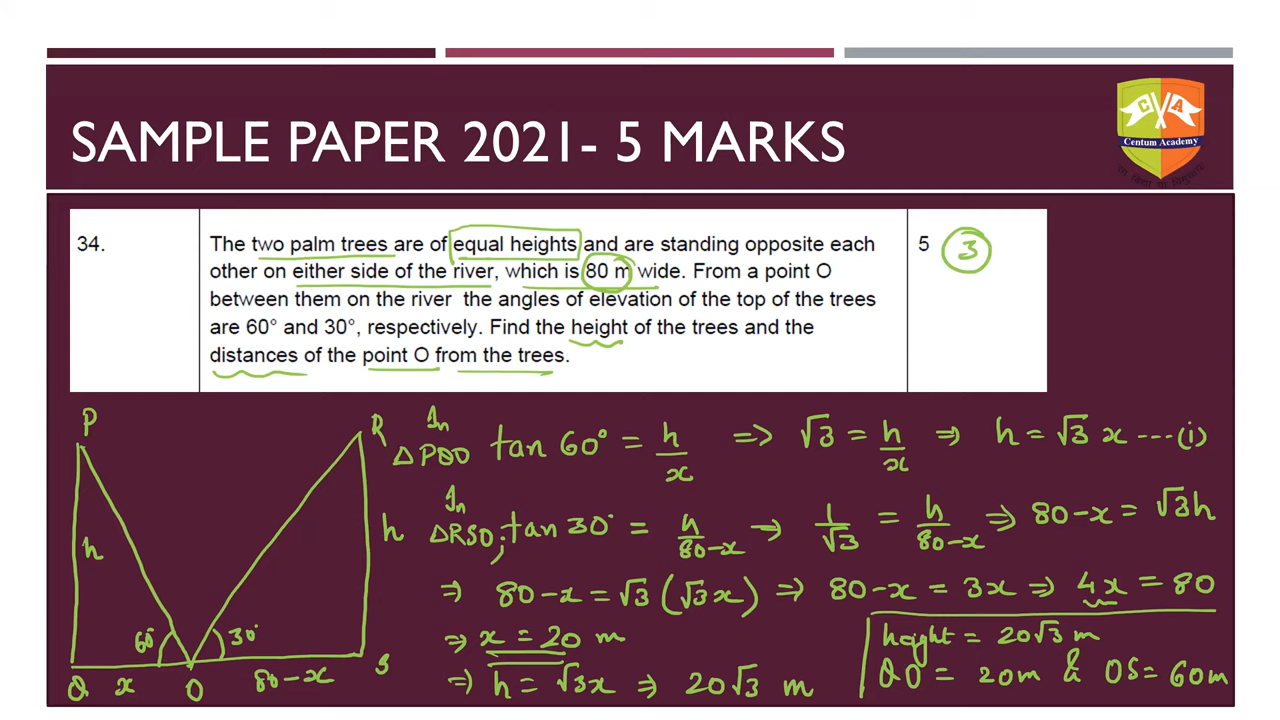 SAMPLE PAPER 2021- 5 MARKS
C A
Centum Academy
34.
The two palm trees are of equal heights and are standing opposite each
other on either side of the river, which is 80 m wide. From a point O
between them on the river the angles of elevation of the top of the trees
are 60° and 30°, respectively. Find the height of the trees and the
distances of the point O from the trees.
5 3
P
R
h
h
60°
30°
Q x O 80-x S
In ΔPQO tan 60° = h/x => √3 = h/x => h = √3 x ----(i)
In ΔRSO; tan 30° = h/80-x → 1/√3 = h/80-x => 80-x = √3h
=> 80-x = √3 (√3x) => 80-x = 3x => 4x = 80
=> x = 20 m
=> h = √3x => 20√3 m
height = 20√3 m
QO = 20m & OS = 60m